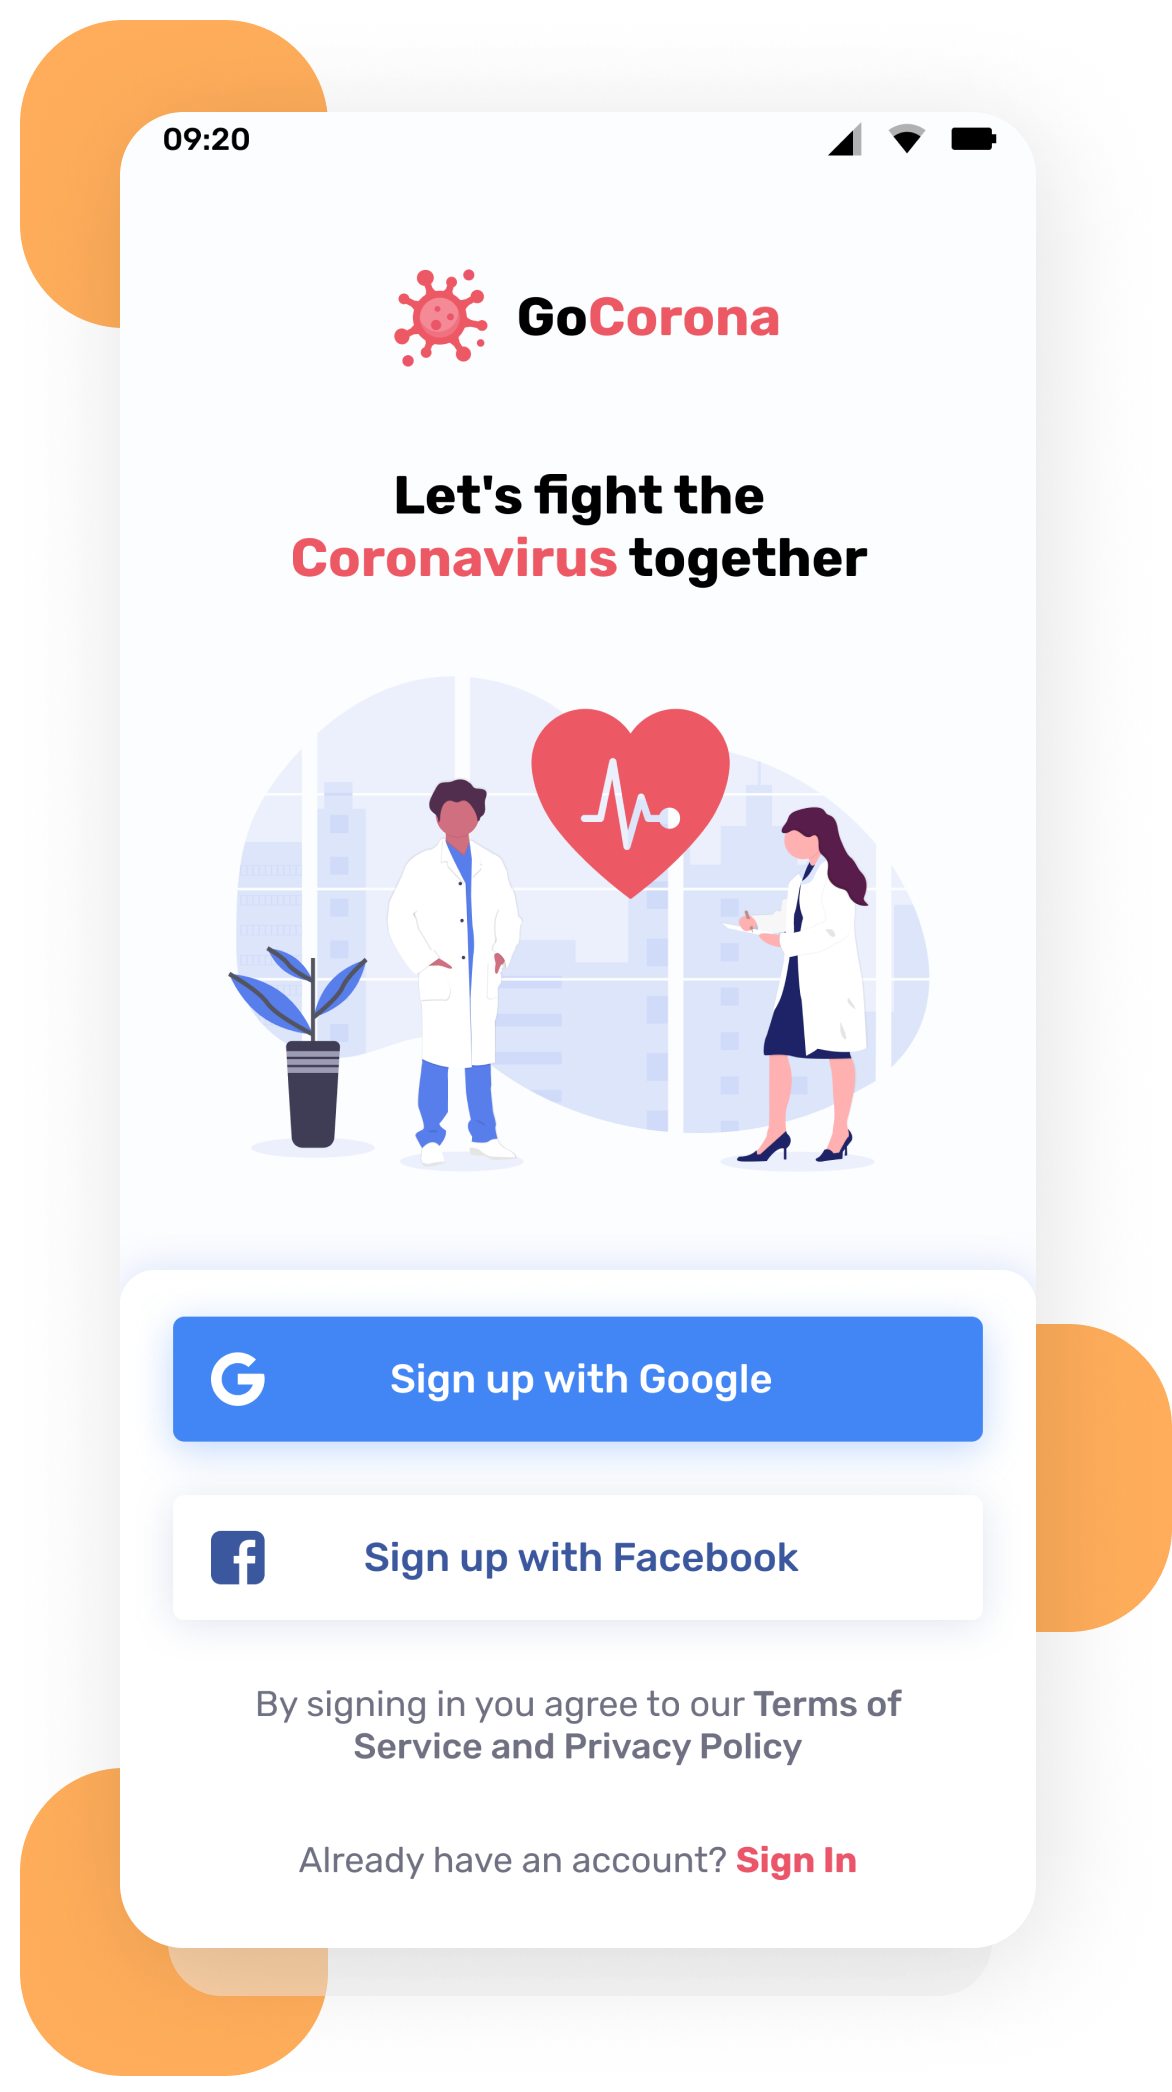 09:20
GoCorona
Let's fight the
Coronavirus together
Sign up with Google
Sign up with Facebook
By signing in you agree to our Terms of
Service and Privacy Policy
Already have an account? Sign In